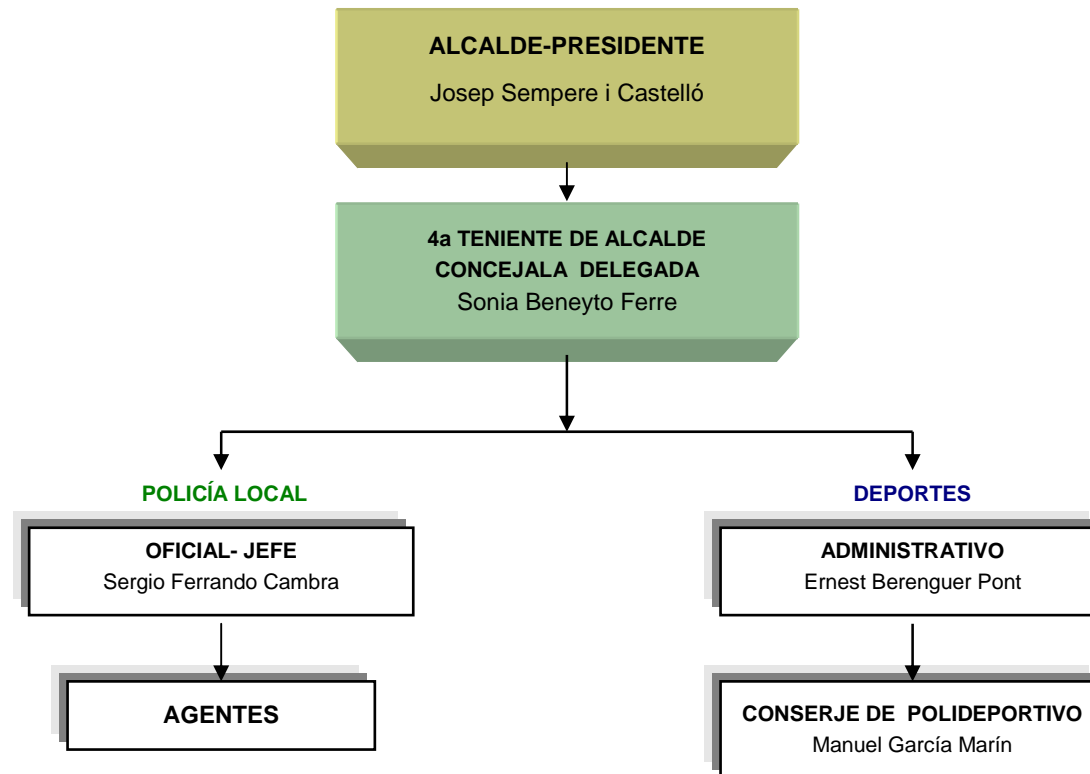 ALCALDE-PRESIDENTE
Josep Sempere i Castelló
4a TENIENTE DE ALCALDE
CONCEJALA DELEGADA
Sonia Beneyto Ferre
POLICÍA LOCAL
OFICIAL- JEFE
Sergio Ferrando Cambra
AGENTES
DEPORTES
ADMINISTRATIVO
Ernest Berenguer Pont
CONSERJE DE POLIDEPORTIVO
Manuel García Marín